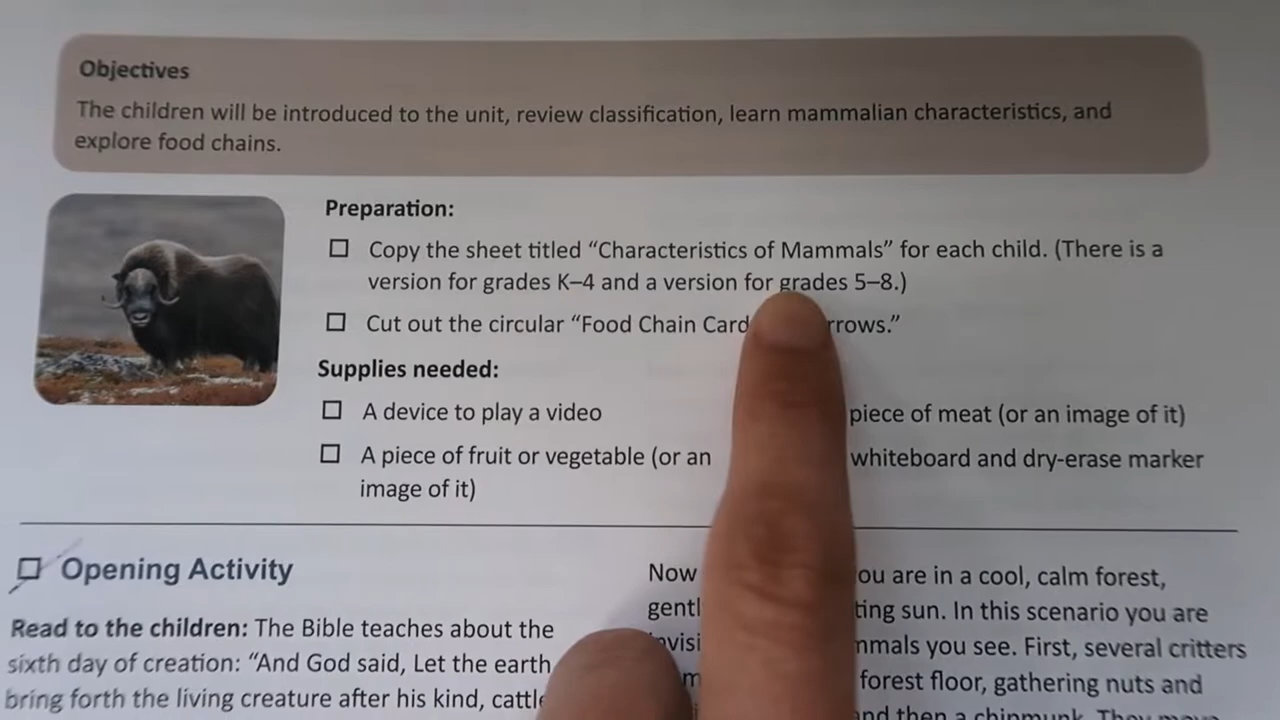 Objectives
The children will be introduced to the unit, review classification, learn mammalian characteristics, and
explore food chains.
Preparation:
Copy the sheet titled “Characteristics of Mammals” for each child. (There is a
version for grades K–4 and a version for grades 5–8.)
Cut out the circular “Food Chain Card rrows.”
Supplies needed:
A device to play a video
piece of meat (or an image of it)
A piece of fruit or vegetable (or an
image of it)
whiteboard and dry-erase marker
Opening Activity
Read to the children: The Bible teaches about the
sixth day of creation: “And God said, Let the earth
bring forth the living creature after his kind, cattle
Now ou are in a cool, calm forest,
gentl ting sun. In this scenario you are
invisi mmals you see. First, several critters
forest floor, gathering nuts and
and then a chipmunk. They move